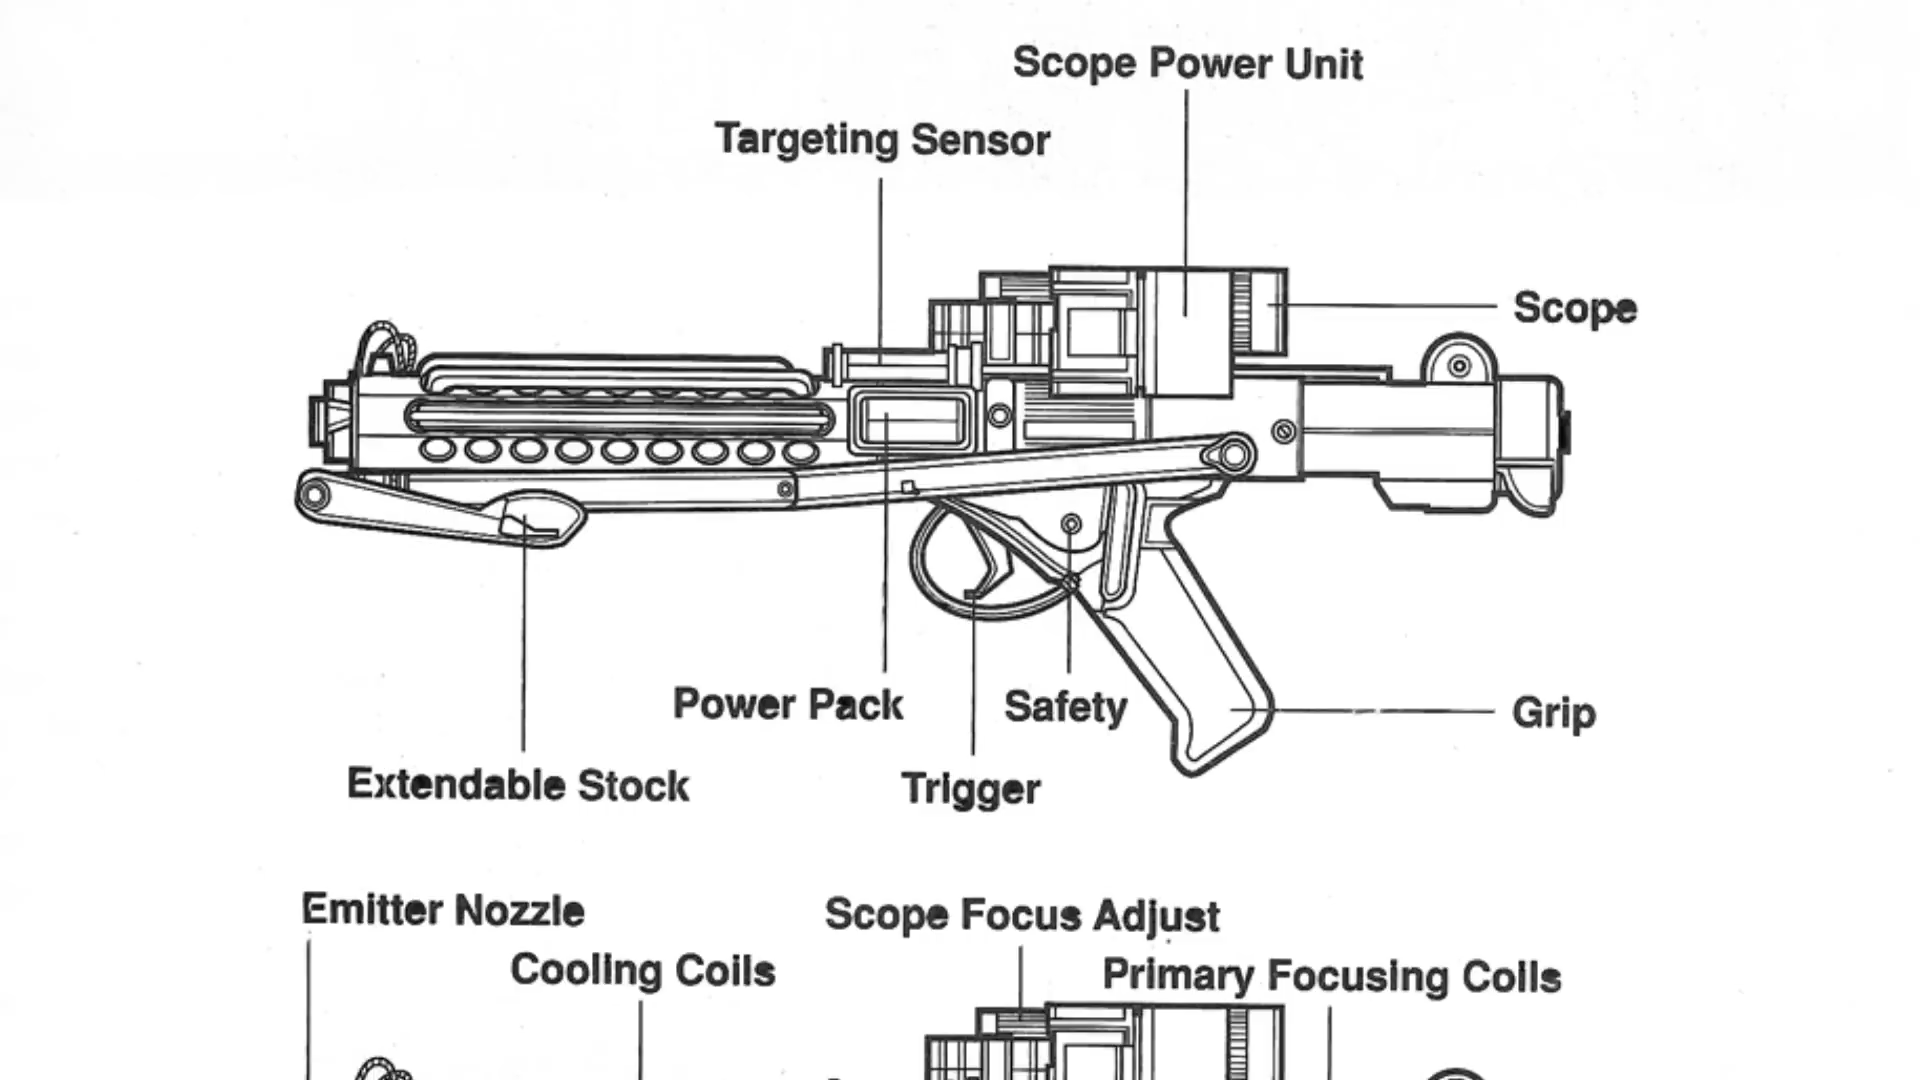 Scope Power Unit
Targeting Sensor
Scope
Power Pack
Safety
Grip
Extendable Stock
Trigger
Emitter Nozzle
Scope Focus Adjust
Cooling Coils
Primary Focusing Coils